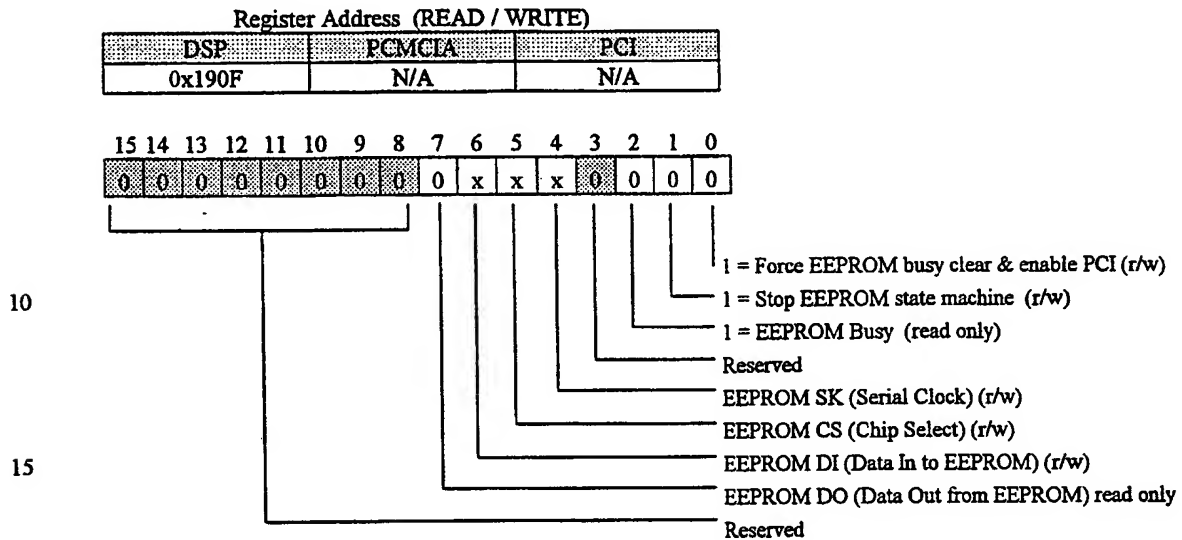 Register Address (READ / WRITE)
DSP PCMCIA PCI
0x190F N/A N/A
15 14 13 12 11 10 9 8 7 6 5 4 3 2 1 0
0 0 0 0 0 0 0 0 0 x x x 0 0 0 0
1 = Force EEPROM busy clear & enable PCI (r/w)
10 1 = Stop EEPROM state machine (r/w)
1 = EEPROM Busy (read only)
Reserved
EEPROM SK (Serial Clock) (r/w)
EEPROM CS (Chip Select) (r/w)
15 EEPROM DI (Data In to EEPROM) (r/w)
EEPROM DO (Data Out from EEPROM) read only
Reserved